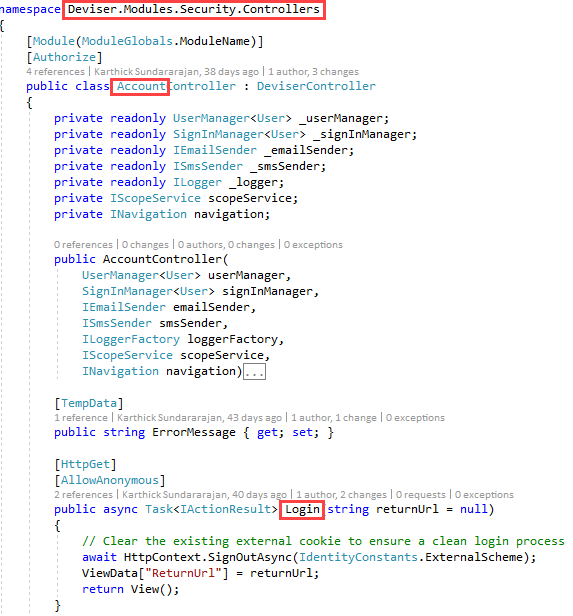 namespace Deviser.Modules.Security.Controllers
{
[Module(ModuleGlobals.ModuleName)]
[Authorize]
4 references | Karthick Sundararajan, 38 days ago | 1 author, 3 changes
public class AccountController : DeviserController
{
private readonly UserManager<User> _userManager;
private readonly SignInManager<User> _signInManager;
private readonly IEmailSender _emailSender;
private readonly ISmsSender _smsSender;
private readonly ILogger _logger;
private IScopeService scopeService;
private INavigation navigation;
0 references | 0 changes | 0 authors, 0 changes | 0 exceptions
public AccountController(
UserManager<User> userManager,
SignInManager<User> signInManager,
IEmailSender emailSender,
ISmsSender smsSender,
ILoggerFactory loggerFactory,
IScopeService scopeService,
INavigation navigation)...
[TempData]
1 reference | Karthick Sundararajan, 43 days ago | 1 author, 1 change | 0 exceptions
public string ErrorMessage { get; set; }
[HttpGet]
[AllowAnonymous]
2 references | Karthick Sundararajan, 40 days ago | 1 author, 2 changes | 0 requests | 0 exceptions
public async Task<IActionResult> Login string returnUrl = null)
{
// Clear the existing external cookie to ensure a clean login process
await HttpContext.SignOutAsync(IdentityConstants.ExternalScheme);
ViewData["ReturnUrl"] = returnUrl;
return View();
}